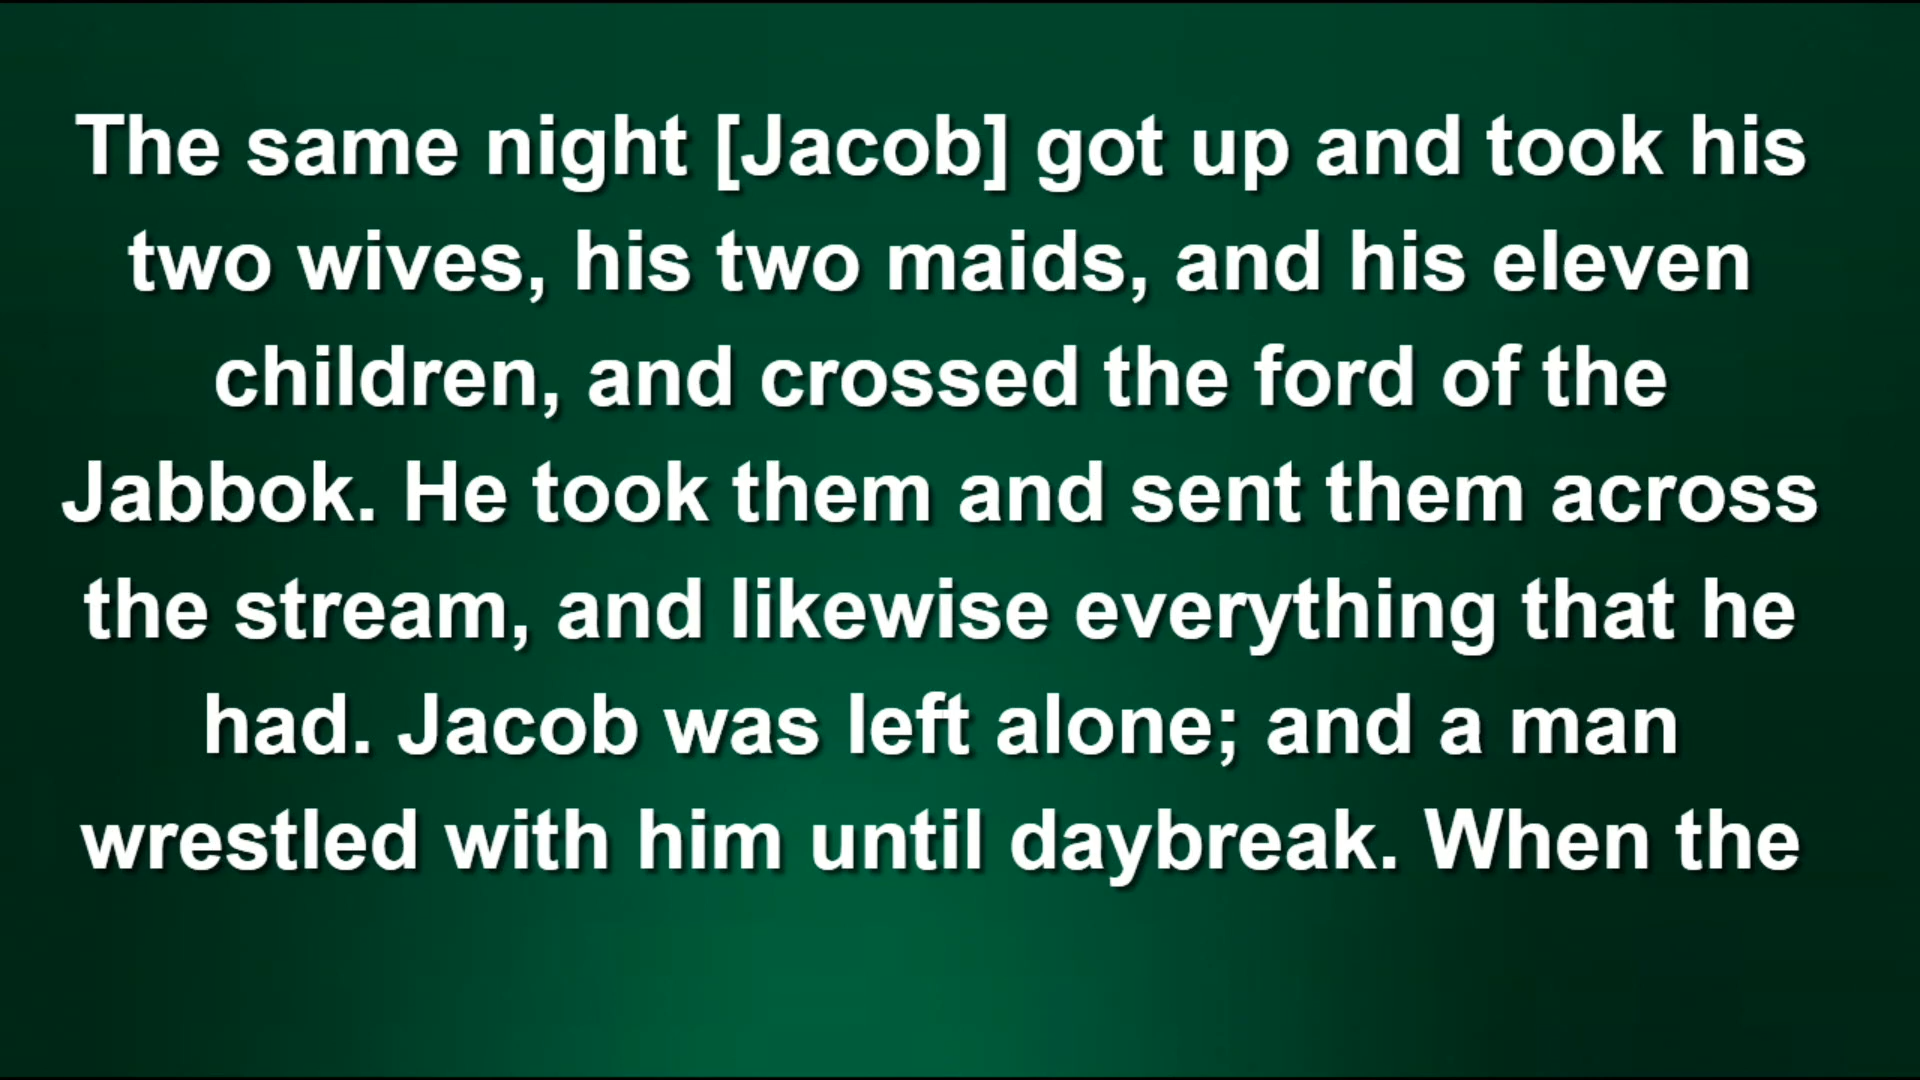 The same night [Jacob] got up and took his
two wives, his two maids, and his eleven
children, and crossed the ford of the
Jabbok. He took them and sent them across
the stream, and likewise everything that he
had. Jacob was left alone; and a man
wrestled with him until daybreak. When the